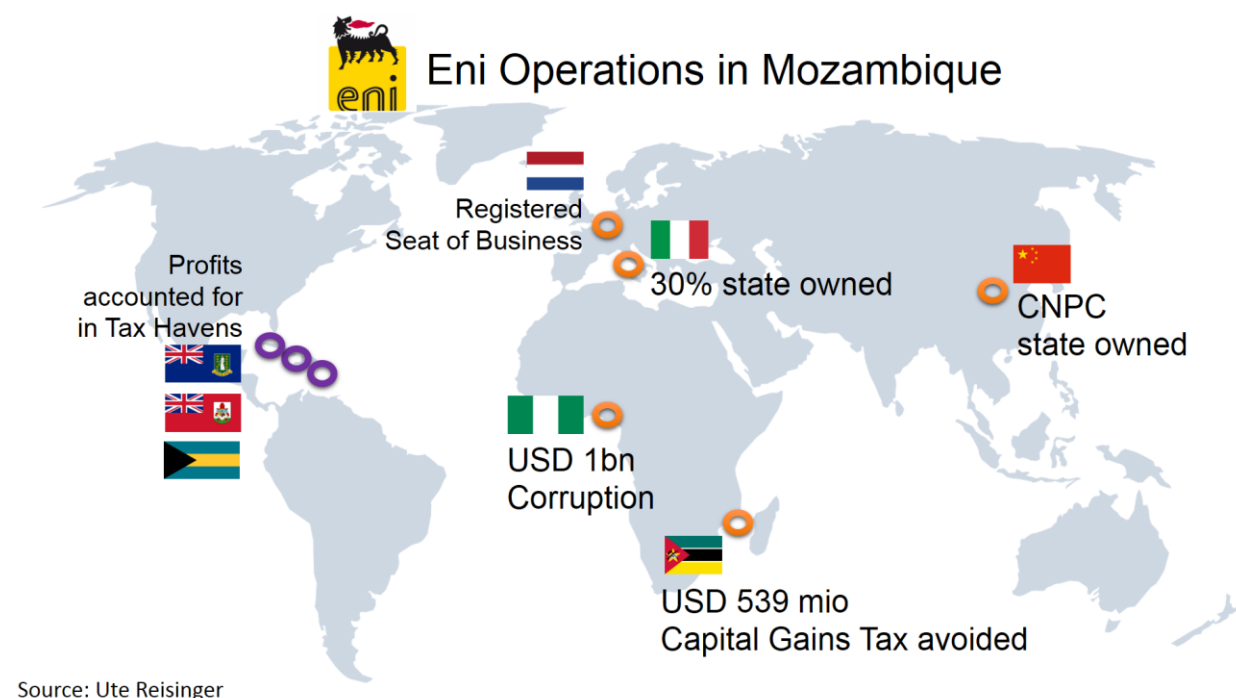 eni
Eni Operations in Mozambique
Registered
Seat of Business
30% state owned
Profits
accounted for
in Tax Havens
CNPC
state owned
USD 1bn
Corruption
USD 539 mio
Capital Gains Tax avoided
Source: Ute Reisinger